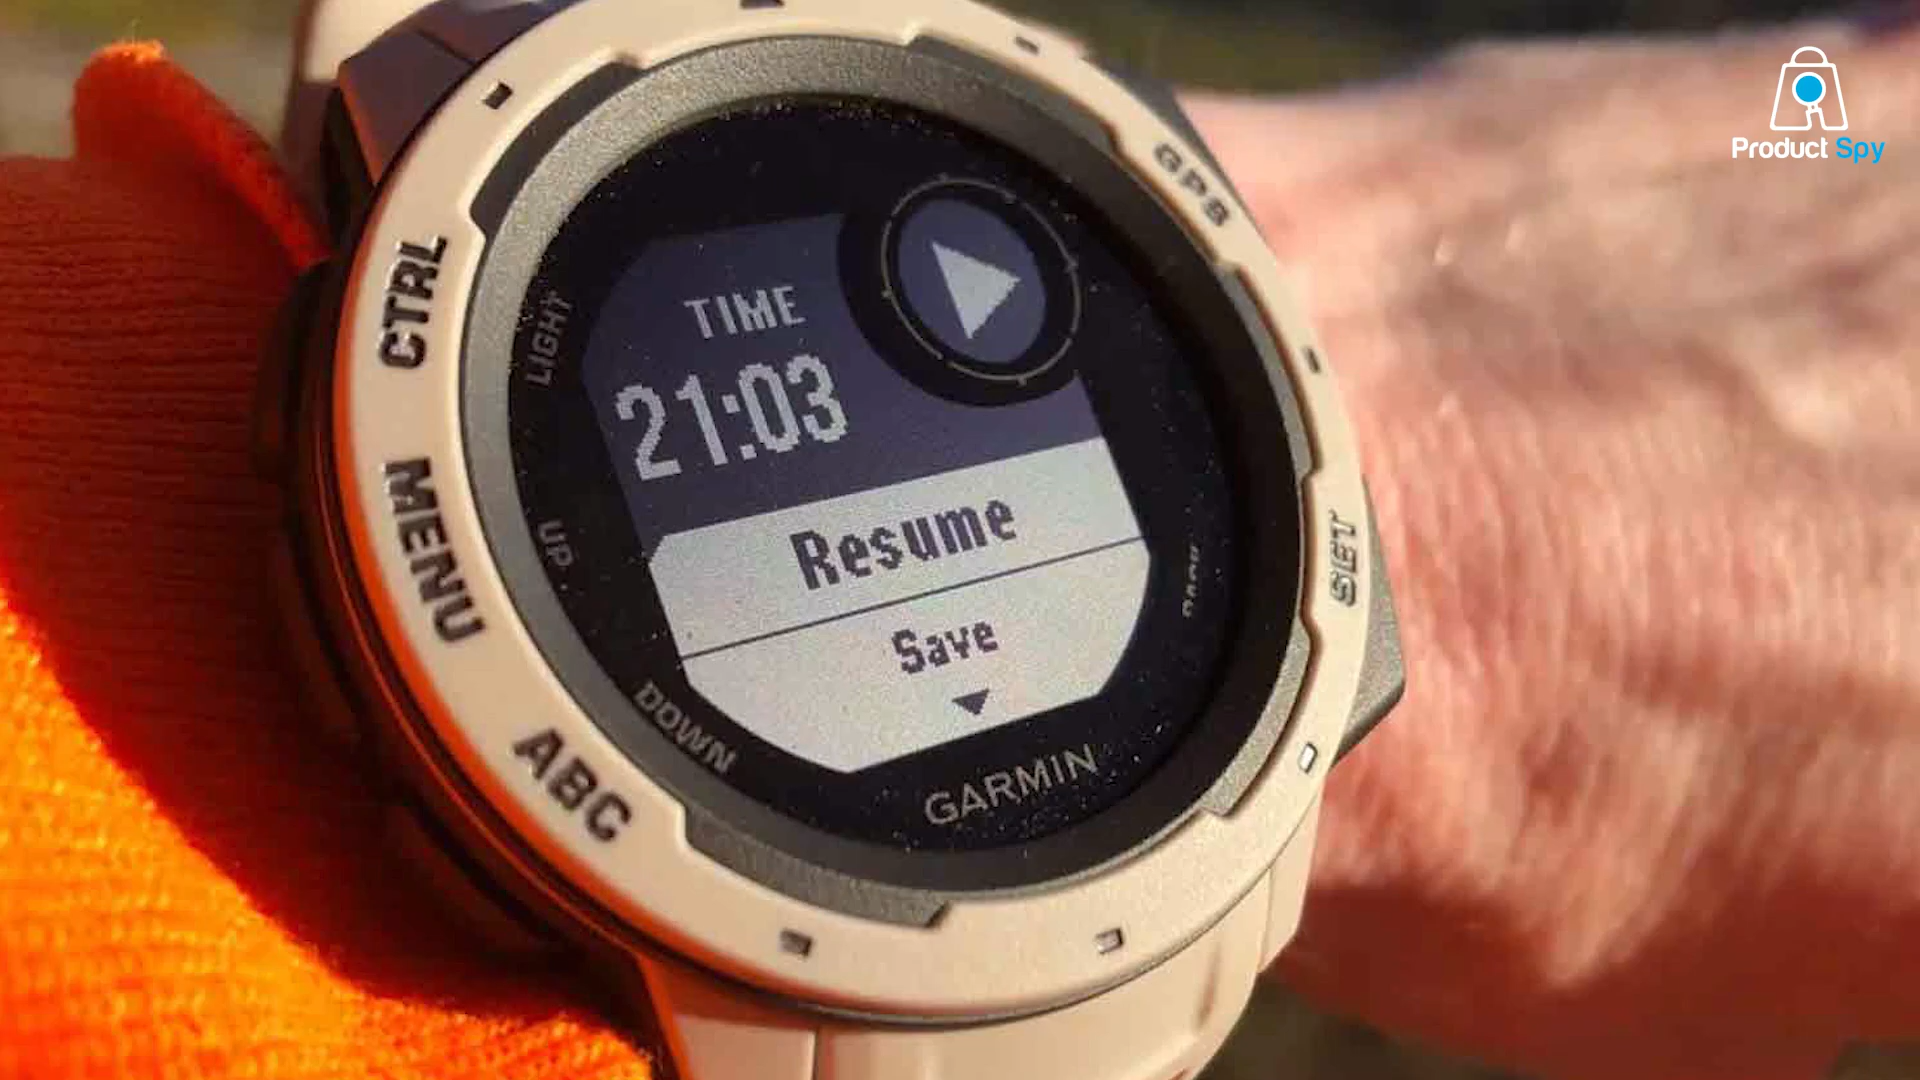 Product Spy
GPS
CTRL
LIGHT
TIME
21:03
MENU
UP
Resume
SET
Save
DOWN
ABC
GARMIN